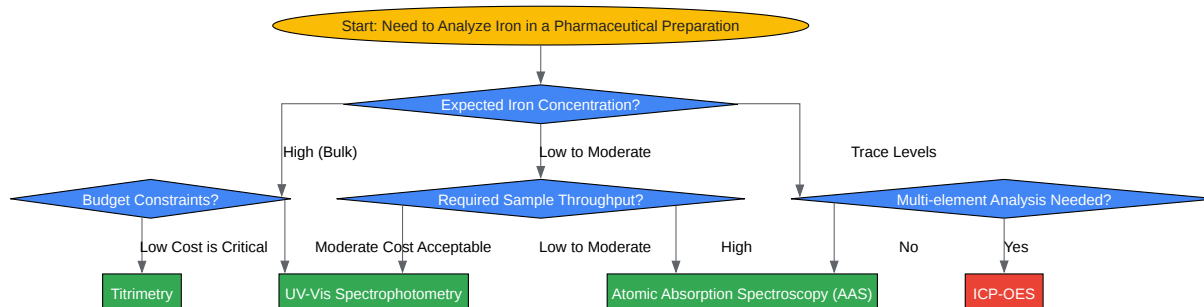 Start: Need to Analyze Iron in a Pharmaceutical Preparation
Expected Iron Concentration?
High (Bulk)
Low to Moderate
Trace Levels
Budget Constraints?
Required Sample Throughput?
Multi-element Analysis Needed?
Low Cost is Critical
Moderate Cost Acceptable
Low to Moderate
High
No
Yes
Titrimetry
UV-Vis Spectrophotometry
Atomic Absorption Spectroscopy (AAS)
ICP-OES